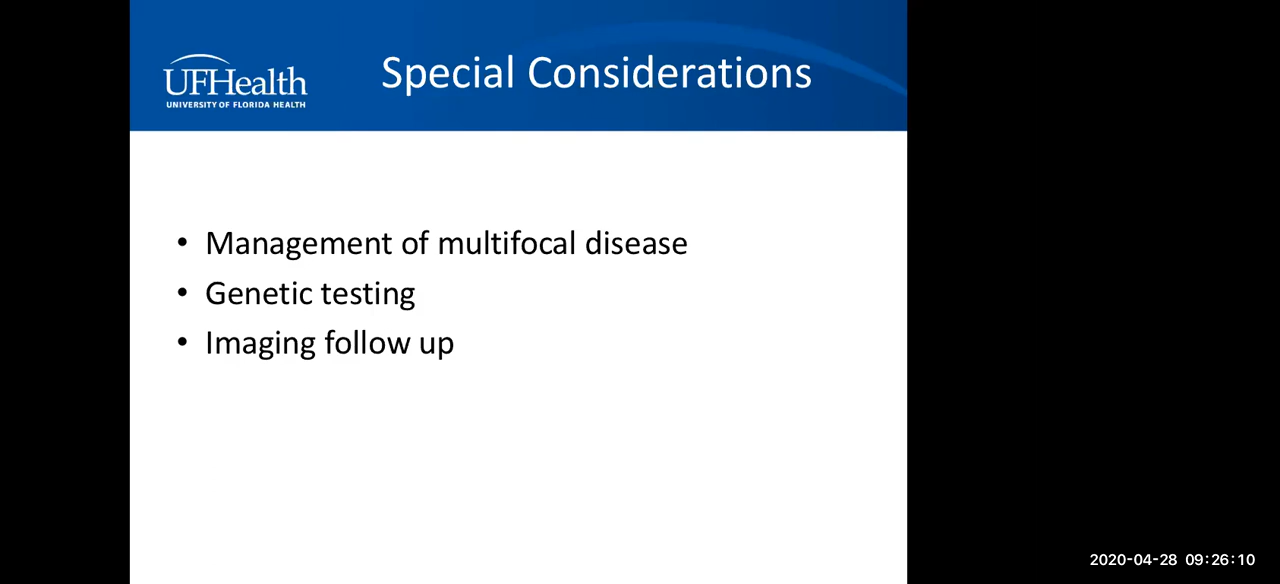 UFHealth
UNIVERSITY OF FLORIDA HEALTH
Special Considerations
• Management of multifocal disease
• Genetic testing
• Imaging follow up
2020-04-28 09:26:10